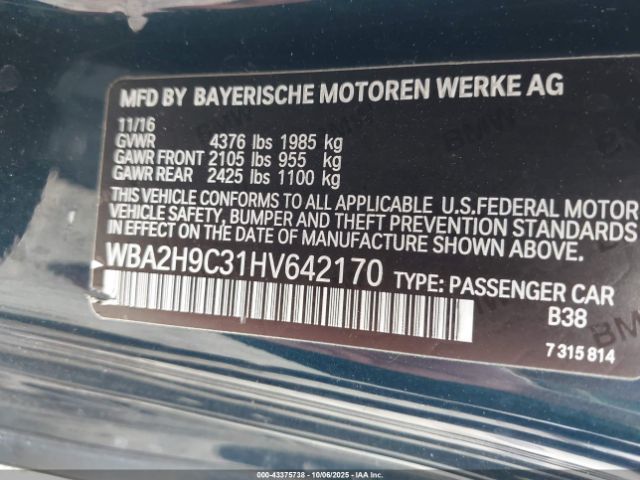 MFD BY BAYERISCHE MOTOREN WERKE AG
11/16
GVWR 4376 lbs 1985 kg
GAWR FRONT 2105 lbs 955 kg
GAWR REAR 2425 lbs 1100 kg
THIS VEHICLE CONFORMS TO ALL APPLICABLE U.S.FEDERAL MOTOR
VEHICLE SAFETY, BUMPER AND THEFT PREVENTION STANDARDS
IN EFFECT ON THE DATE OF MANUFACTURE SHOWN ABOVE.
WBA2H9C31HV642170 TYPE: PASSENGER CAR
B38
7 315 814
00-43375738 | 10/06/2025 | IAA Inc.